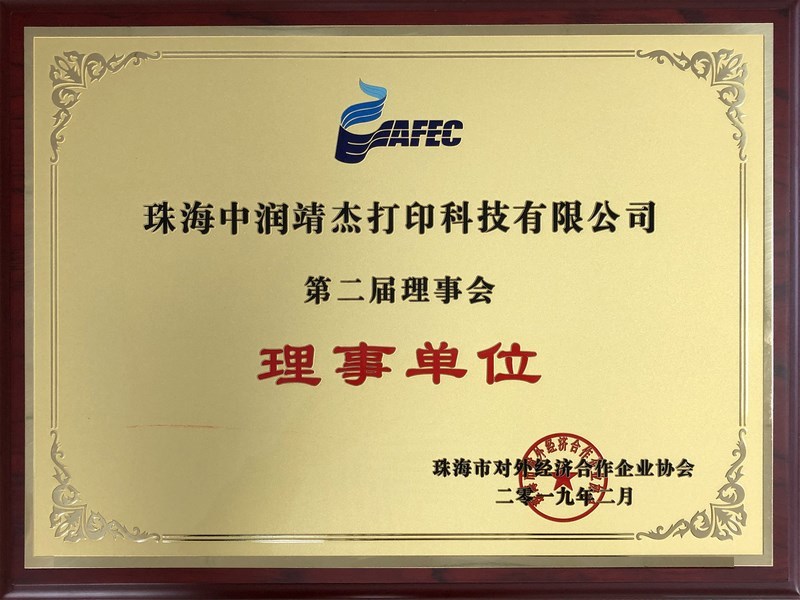 AFEC
珠海中润靖杰打印科技有限公司
第二届理事会
理事单位
珠海市对外经济合作企业协会
二零一九年二月